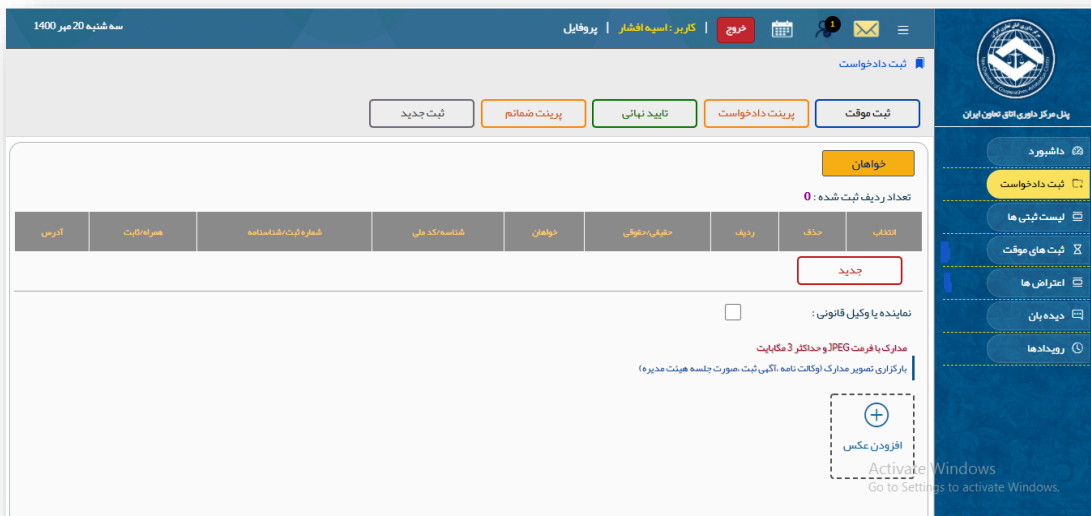 سه شنبه 20 مهر 1400
1
خروج | کاربر : اسیه افشار | پروفایل
پنل مرکز داوری اتاق تعاون ایران
داشبورد
ثبت دادخواست
لیست ثبتی ها
ثبت های موقت
اعتراض ها
دیده بان
رویدادها
ثبت دادخواست
ثبت موقت
پرینت دادخواست
تایید نهائی
پرینت ضمائم
ثبت جدید
خواهان
تعداد ردیف ثبت شده : 0
انتخاب حذف ردیف حقیقی/حقوقی خواهان شناسه/کد ملی شماره ثبت/شناسنامه همراه/ثابت آدرس
جدید
نماینده یا وکیل قانونی :
مدارک با فرمت JPEG و حداکثر 3 مگابایت
بارگزاری تصویر مدارک (وکالت نامه ،آگهی ثبت ،صورت جلسه هیئت مدیره)
افزودن عکس
Activate Windows
Go to Settings to activate Windows.